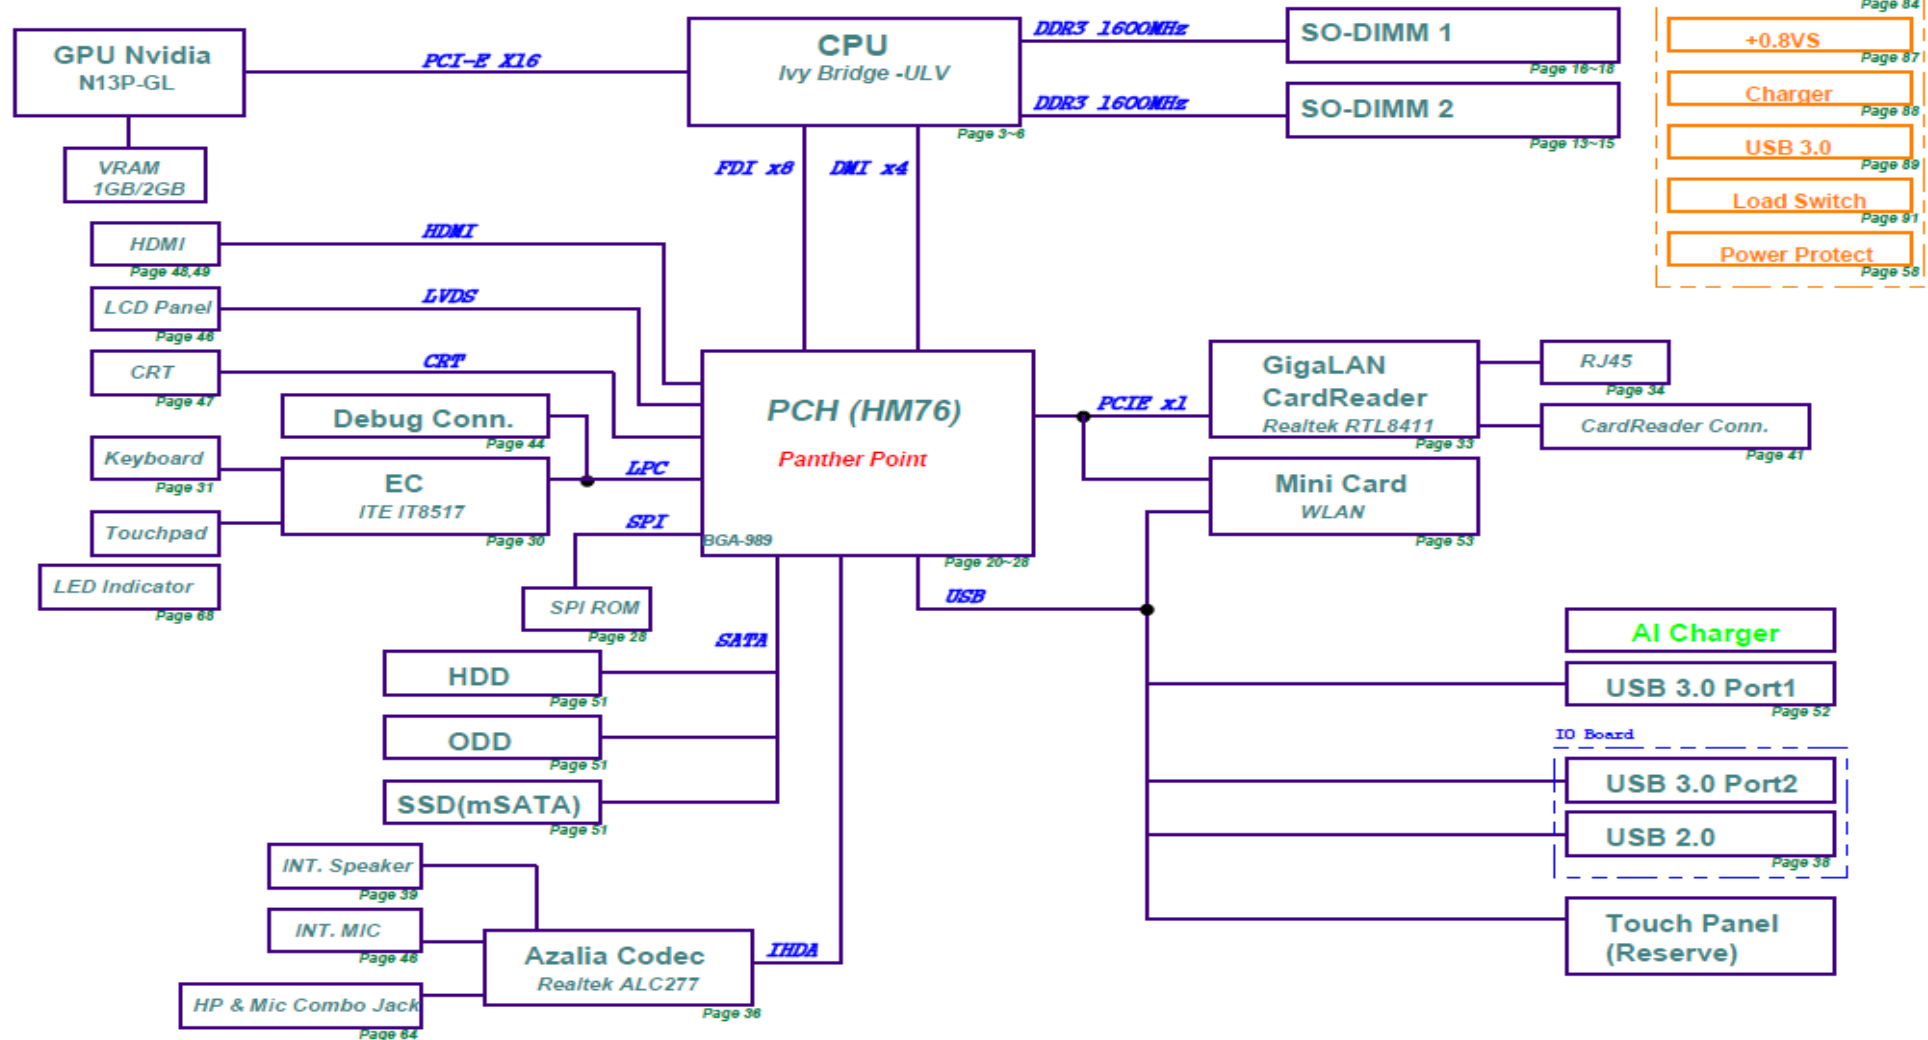 GPU Nvidia
N13P-GL
PCI-E X16
CPU
Ivy Bridge -ULV
Page 3~6
DDR3 1600MHz
SO-DIMM 1
Page 16~18
DDR3 1600MHz
SO-DIMM 2
Page 13~15
Page 84
+0.8VS
Page 87
Charger
Page 88
USB 3.0
Page 89
Load Switch
Page 91
Power Protect
Page 58
VRAM
1GB/2GB
FDI x8
DMI x4
HDMI
Page 48,49
HDMI
LCD Panel
Page 46
LVDS
CRT
Page 47
CRT
Debug Conn.
Page 44
Keyboard
Page 31
EC
ITE IT8517
Page 30
LPC
SPI
Touchpad
LED Indicator
Page 68
SPI ROM
Page 28
PCH (HM76)
Panther Point
BGA-989
Page 20~28
PCIE x1
GigaLAN
CardReader
Realtek RTL8411
Page 33
RJ45
Page 34
CardReader Conn.
Page 41
Mini Card
WLAN
Page 53
USB
SATA
HDD
Page 51
ODD
Page 51
SSD(mSATA)
Page 51
AI Charger
USB 3.0 Port1
Page 52
IO Board
USB 3.0 Port2
USB 2.0
Page 38
Touch Panel
(Reserve)
INT. Speaker
Page 39
INT. MIC
Page 46
HP & Mic Combo Jack
Page 64
Azalia Codec
Realtek ALC277
Page 36
IHDA